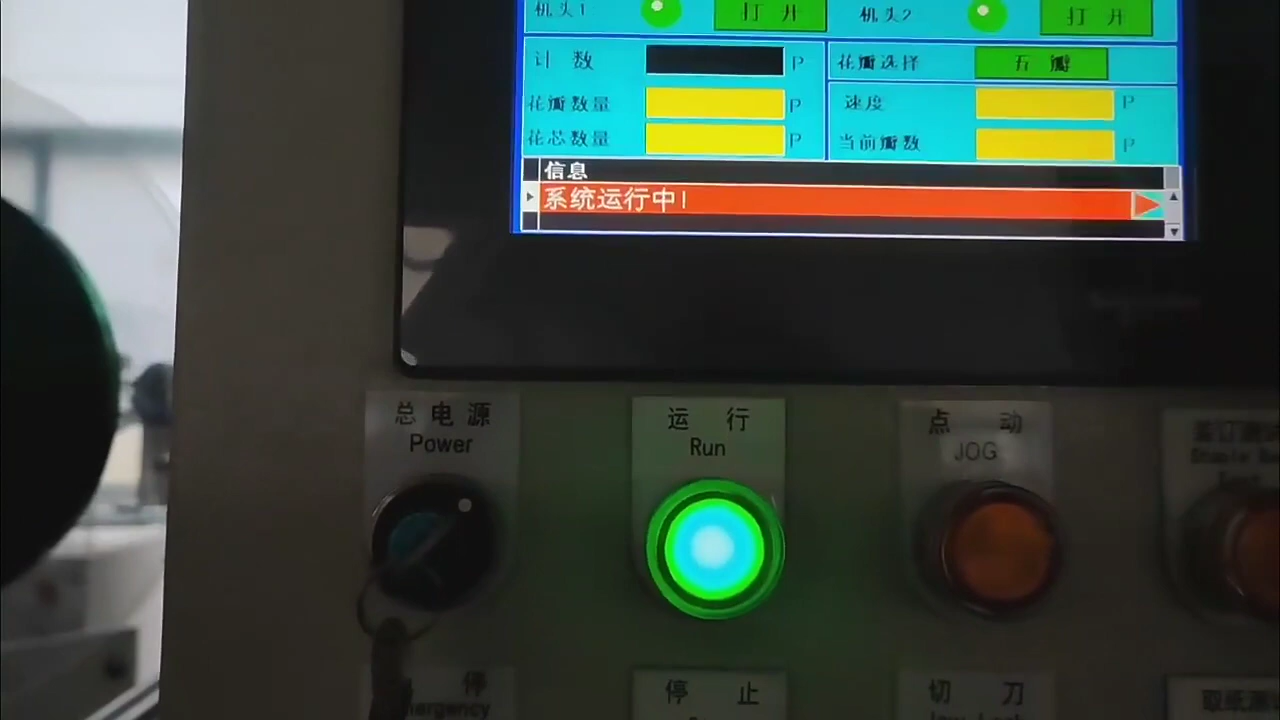 机头1 打开 机头2 打开
计数 P 花瓣选择 五瓣
花瓣数量 P 速度 P
花芯数量 P 当前瓣数 P
信息
系统运行中!
总电源 运行 点动
Power Run JOG
停 停止 切刀